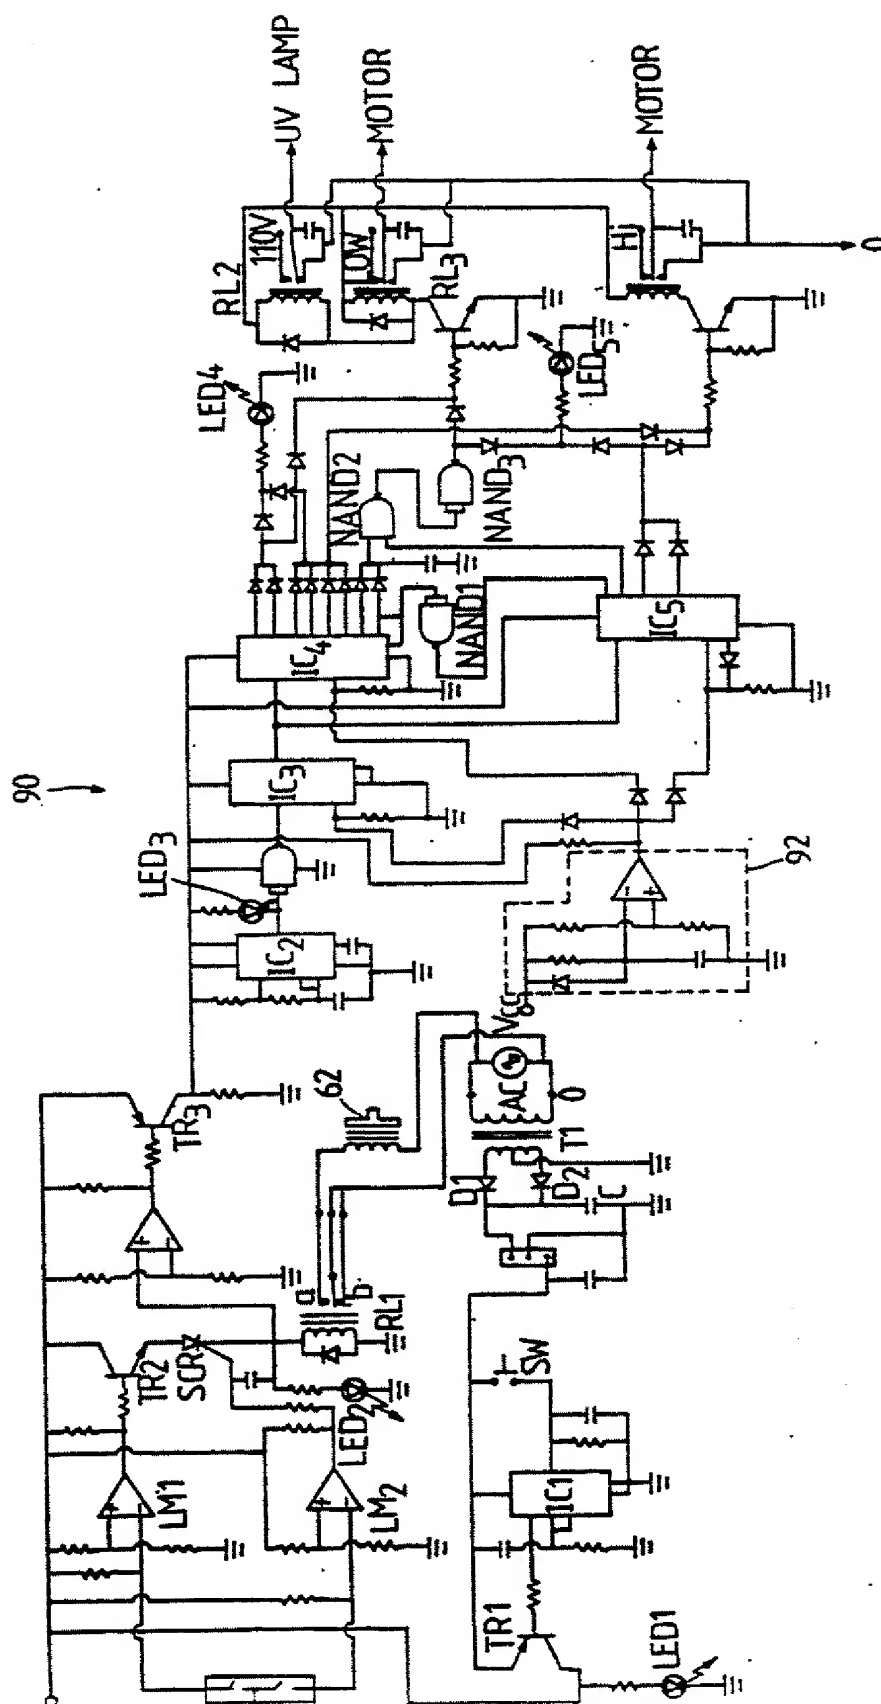 UV LAMP
MOTOR
MOTOR
0
110V
RL2
LOW
RL3
Hi
LED4
LED5
NAND2
NAND3
NAND1
IC4
IC5
90
IC3
LED3
IC2
92
VCC
TR3
62
AC
0
T1
D1
D2
C
a
b
RL1
TR2
SCR
LED2
SW
LM1
LM2
IC1
TR1
LED1